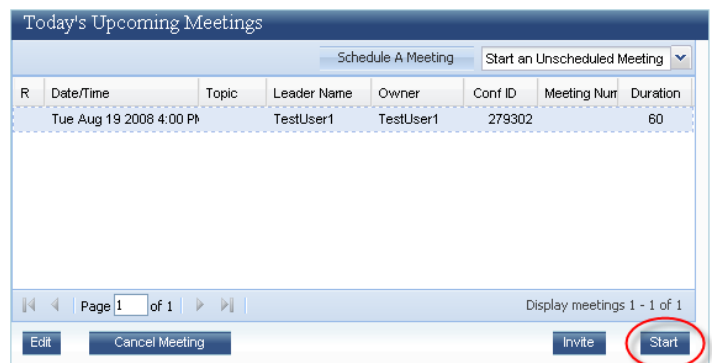 Today's Upcoming Meetings
Schedule A Meeting Start an Unscheduled Meeting
R Date/Time Topic Leader Name Owner Conf ID Meeting Num Duration
Tue Aug 19 2008 4:00 PM TestUser1 TestUser1 279302 60
Page 1 of 1 Display meetings 1 - 1 of 1
Edit Cancel Meeting Invite Start